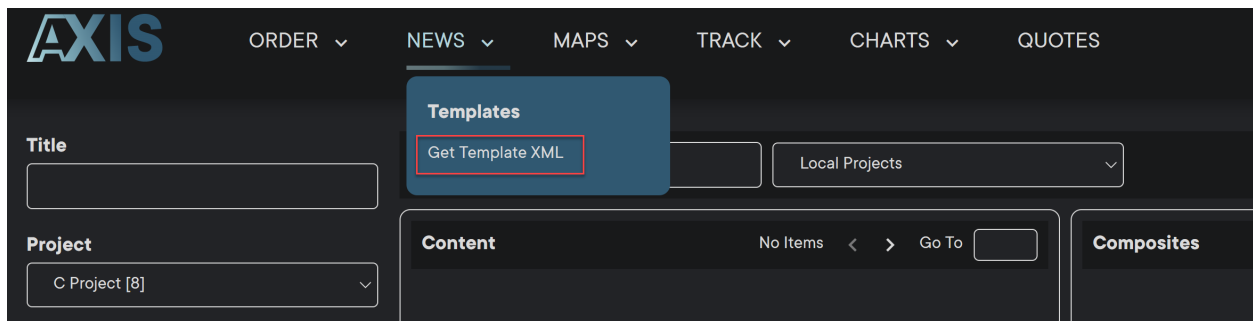 AXIS ORDER NEWS MAPS TRACK CHARTS QUOTES
Templates
Get Template XML
Title
Local Projects
Project
C Project [8]
Content No Items Go To
Composites